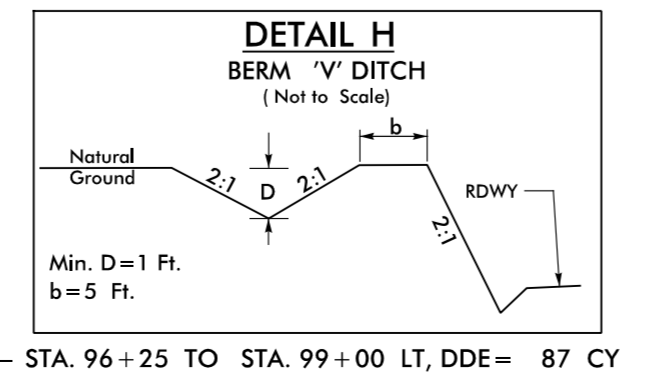 DETAIL H
BERM 'V' DITCH
( Not to Scale)
b
Natural
Ground
2:1
D
2:1
RDWY
2:1
Min. D=1 Ft.
b=5 Ft.
– STA. 96+25 TO STA. 99+00 LT, DDE= 87 CY